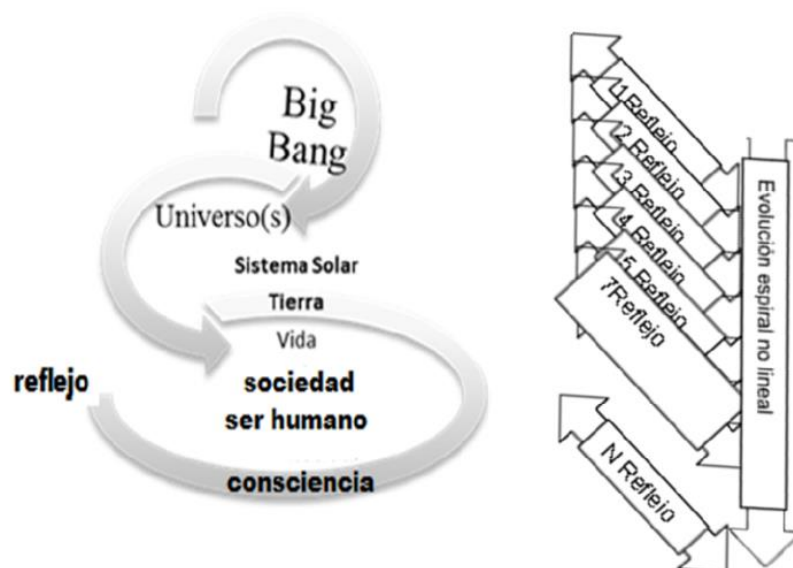 Big
Bang
Universo(s)
Sistema Solar
Tierra
Vida
reflejo
sociedad
ser humano
consciencia
1 Reflejo
2 Reflejo
3 Reflejo
4 Reflejo
5 Reflejo
7Reflejo
N Reflejo
Evolución espiral no lineal